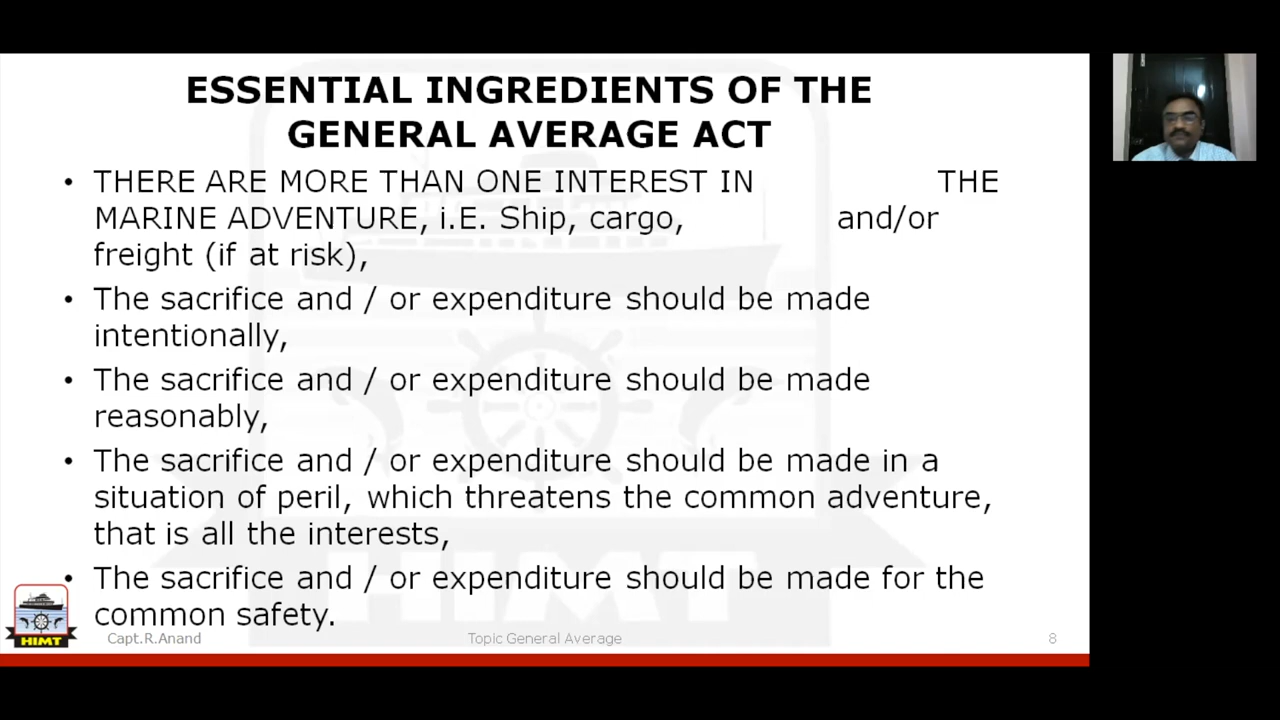 ESSENTIAL INGREDIENTS OF THE
GENERAL AVERAGE ACT
• THERE ARE MORE THAN ONE INTEREST IN THE
MARINE ADVENTURE, i.E. Ship, cargo, and/or
freight (if at risk),
• The sacrifice and / or expenditure should be made
intentionally,
• The sacrifice and / or expenditure should be made
reasonably,
• The sacrifice and / or expenditure should be made in a
situation of peril, which threatens the common adventure,
that is all the interests,
• The sacrifice and / or expenditure should be made for the
common safety.
HIMT
HIMT
Capt.R.Anand Topic General Average 8